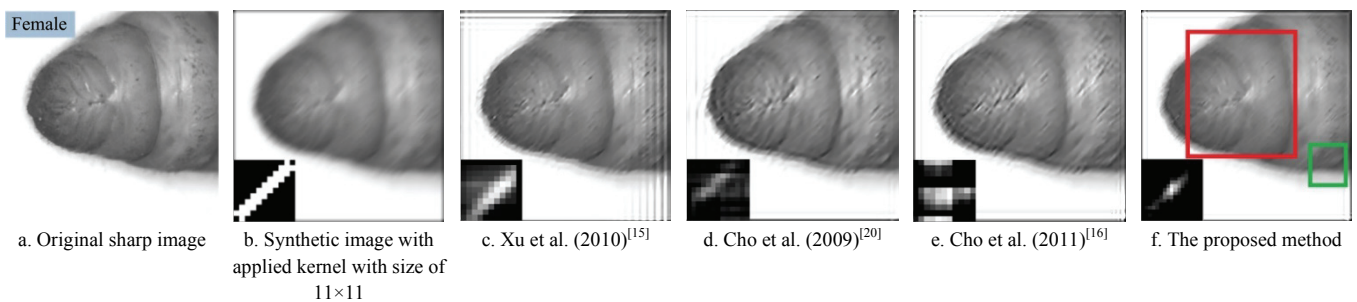 Female
a. Original sharp image
b. Synthetic image with
applied kernel with size of
11×11
c. Xu et al. (2010)[15]
d. Cho et al. (2009)[20]
e. Cho et al. (2011)[16]
f. The proposed method